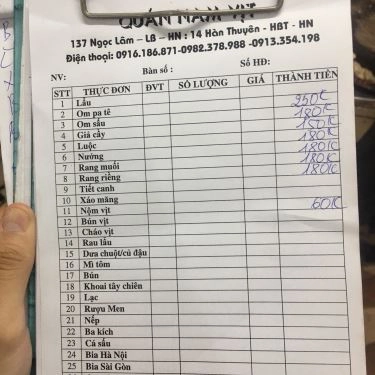 QUÁN NĂM VỊT
137 Ngọc Lâm – LB – HN : 14 Hàn Thuyên - HBT - HN
Điện thoại: 0916.186.871-0982.378.988 -0913.354.198
NV: Bàn số : Số HĐ:
STT THỰC ĐƠN ĐVT SỐ LƯỢNG GIÁ THÀNH TIỀN
1 Lẩu 250K
2 Om pa tê 180K
3 Om sấu 180K
4 Giả cầy 180K
5 Luộc 180K
6 Nướng 180K
7 Rang muối 180K
8 Rang riềng
9 Tiết canh
10 Xáo măng
11 Nộm vịt 60K
12 Bún vịt
13 Cháo vịt
14 Rau lẩu
15 Dưa chuột/củ đậu
16 Mì tôm
17 Bún
18 Khoai tây chiên
19 Lạc
20 Rượu Men
21 Nếp
22 Ba kích
23 Cá sấu
24 Bia Hà Nội
25 Bia Sài Gòn